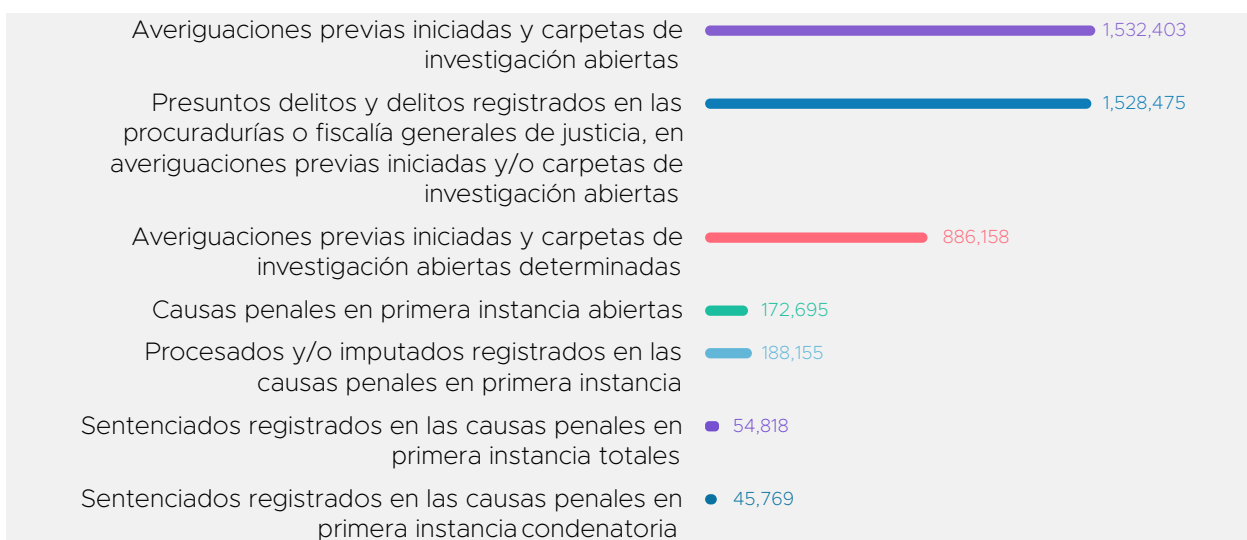 Averiguaciones previas iniciadas y carpetas de
investigación abiertas
1,532,403
Presuntos delitos y delitos registrados en las
procuradurías o fiscalía generales de justicia, en
averiguaciones previas iniciadas y/o carpetas de
investigación abiertas
1,528,475
Averiguaciones previas iniciadas y carpetas de
investigación abiertas determinadas
886,158
Causas penales en primera instancia abiertas
172,695
Procesados y/o imputados registrados en las
causas penales en primera instancia
188,155
Sentenciados registrados en las causas penales en
primera instancia totales
54,818
Sentenciados registrados en las causas penales en
primera instancia condenatoria
45,769